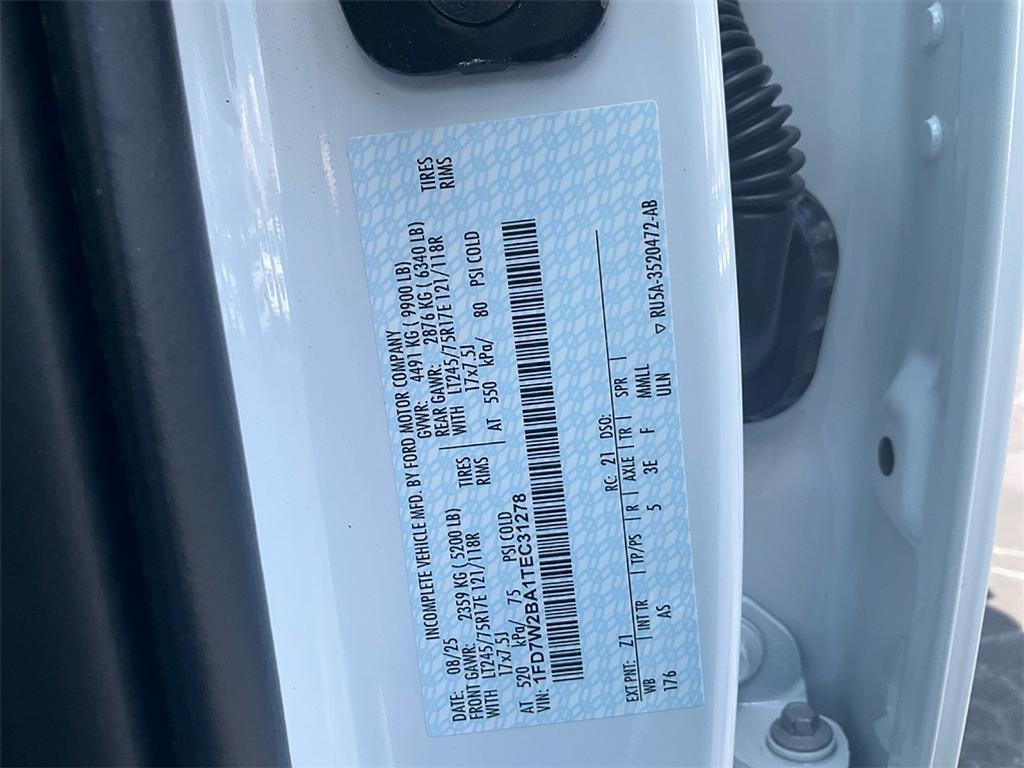 INCOMPLETE VEHICLE MFD. BY FORD MOTOR COMPANY
DATE: 08/25 GVWR: 4491 KG ( 9900 LB)
FRONT GAWR: 2359 KG ( 5200 LB) REAR GAWR: 2876 KG ( 6340 LB)
WITH LT245/75R17E 121/118R TIRES WITH LT245/75R17E 121/118R TIRES
17x7.5J RIMS 17x7.5J RIMS
AT 520 kPa/ 75 PSI COLD AT 550 kPa/ 80 PSI COLD
VIN: 1FD7W2BA1TEC31278
EXT PNT: Z1 RC: 21 DSO:
WB INT TR TP/PS R AXLE TR SPR
176 AS 5 3E F MMLL
ULN
▽ RU5A-3520472-AB